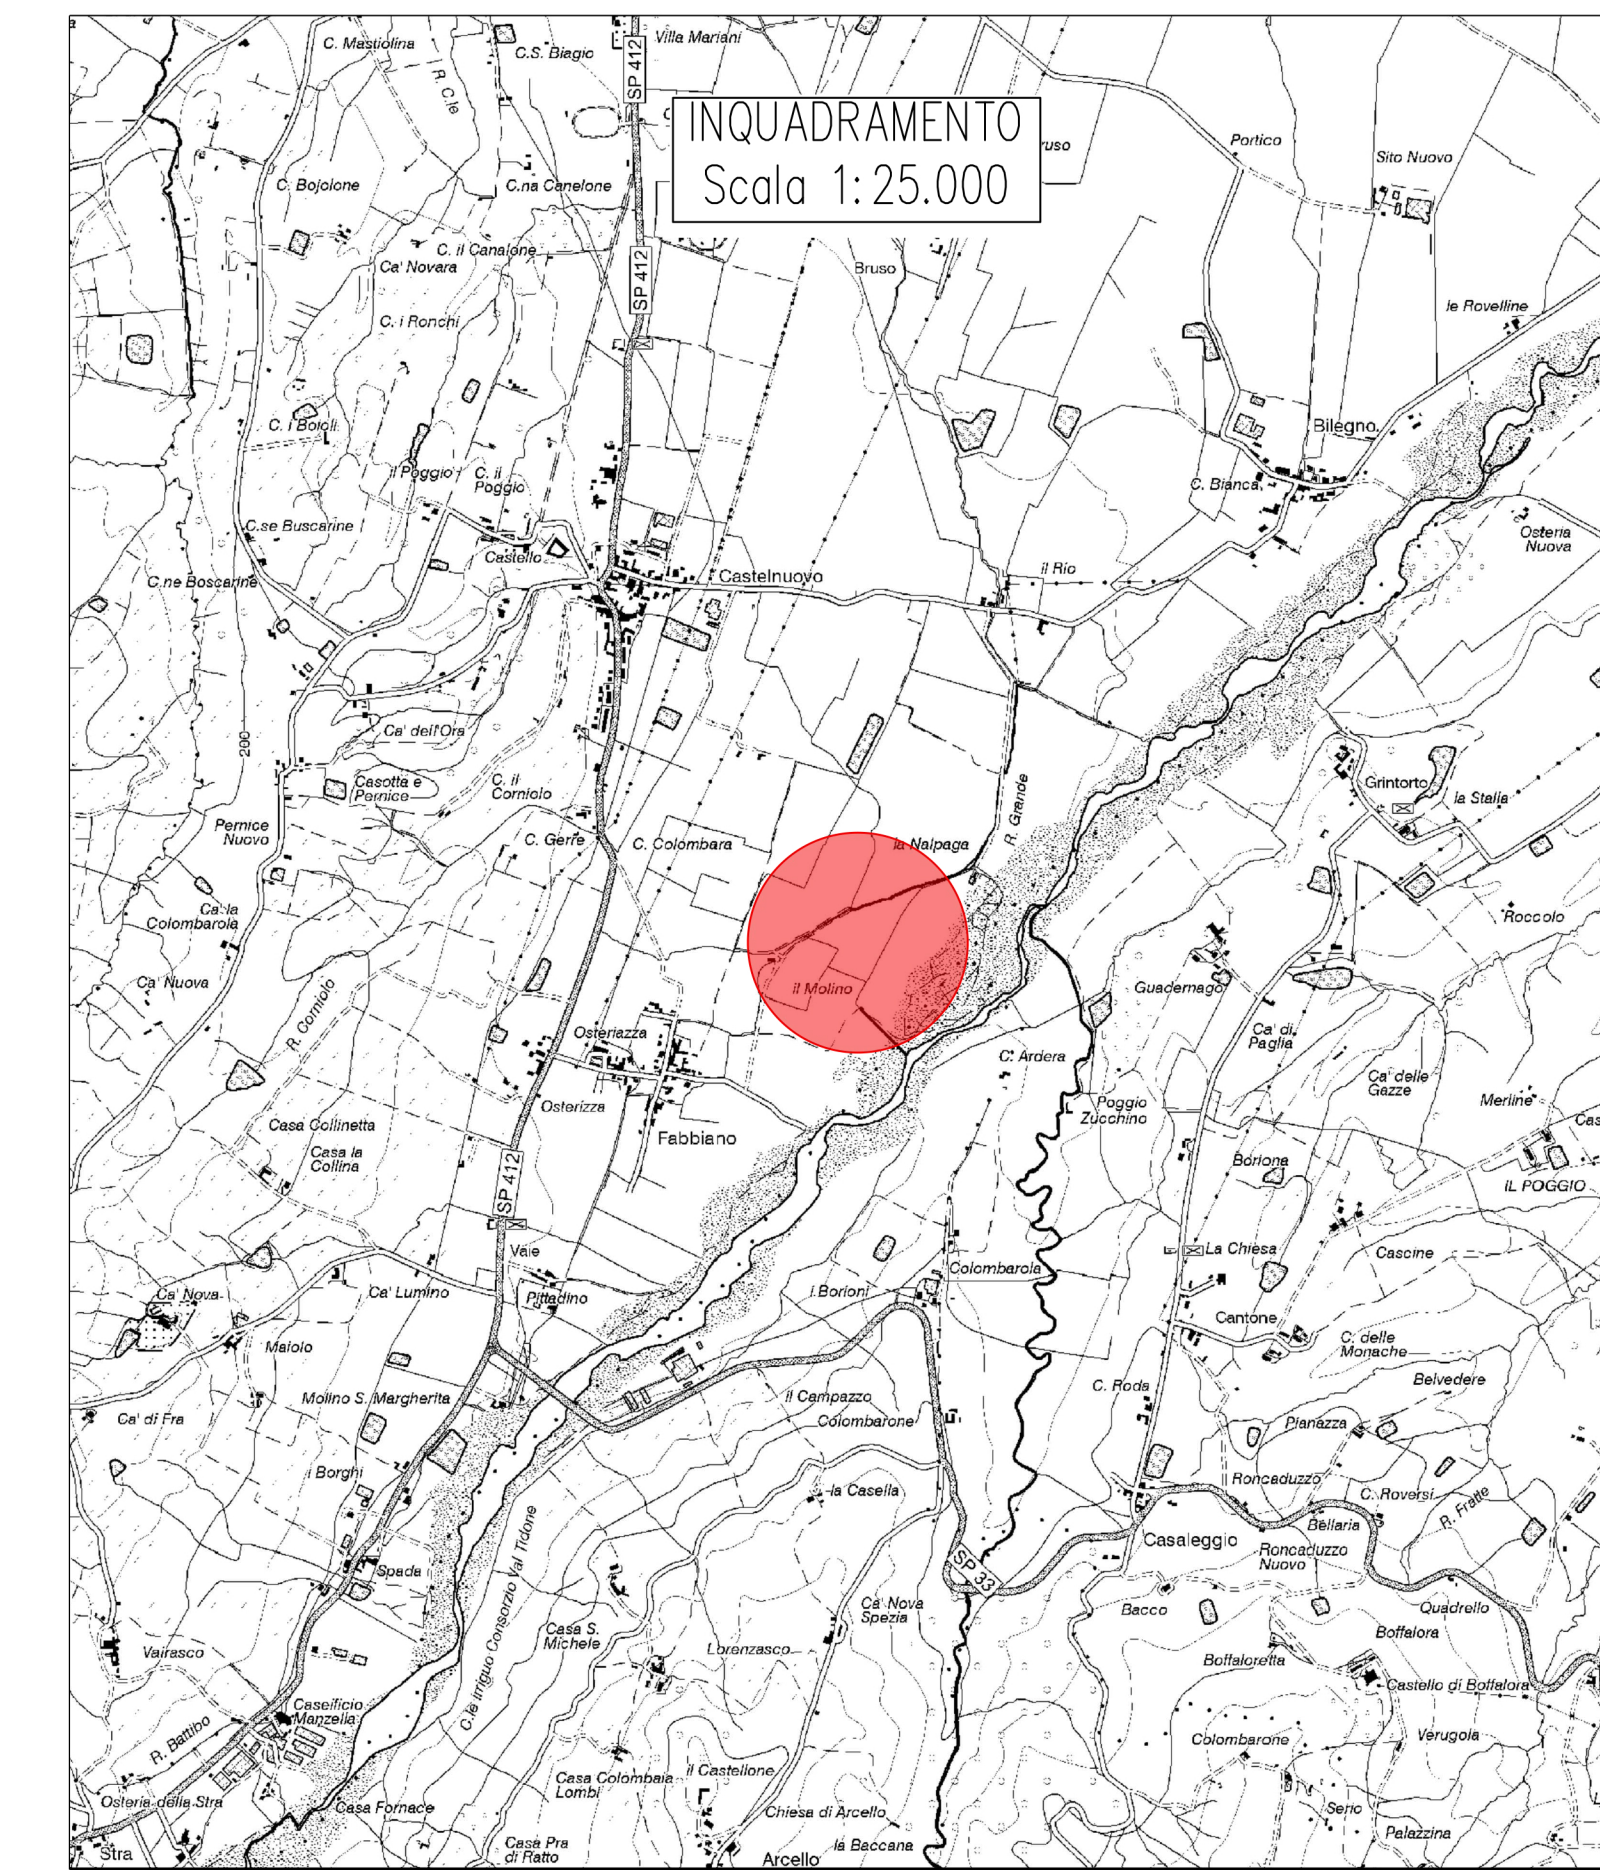 C. Mastiolina
R. C.le
C.S. Biagio
SP 412
Villa Mariani
INQUADRAMENTO
Scala 1:25.000
Portico
Sito Nuovo
C. Bojolone
C.na Canelone
C. il Canalone
Ca' Novara
SP 412
Bruso
C. i Ronchi
le Rovelline
C. i Boioli
Bilegno
il Poggio
C. il
Poggio
C. Bianca
C.se Buscarine
Castello
Osteria
Nuova
C.ne Boscarine
Castelnuovo
il Rio
200
Ca' dell'Ora
Casotta e
Pernice
C. il
Corniolo
Grintorto
la Stalla
Pernice
Nuovo
C. Gerre
C. Colombara
la Nalpaga
R. Grande
Ca' la
Colombarola
Roccolo
Ca' Nuova
R. Corniolo
il Molino
Guadernago
Osteriazza
C. Ardera
Ca' di
Paglia
Ca' delle
Gazze
Merline
Cas
Osterizza
Poggio
Zucchino
Casa Collinetta
Fabbiano
Casa la
Collina
Boriona
IL POGGIO
SP 412
Vale
La Chiesa
Cascine
Colombarola
Ca' Nova
Ca' Lumino
Pittadino
i Borioni
Cantone
Maiolo
C. delle
Monache
Molino S. Margherita
il Campazzo
C. Roda
Belvedere
Ca' di Fra
Colombarone
Pianazza
i Borghi
la Casella
Roncaduzzo
C. Roversi
R. Fratte
Bellaria
C.le irriguo Consorzio Val Tidone
Casaleggio
Roncaduzzo
Nuovo
Spada
SP 33
Ca' Nova
Spezia
Bacco
Quadrello
Casa S.
Michele
Boffalora
Vairasco
Lorenzasco
Boffaloretta
Castello di Boffalora
Caseificio
Manzella
R. Battibo
Colombarone
Verugola
Casa Colombaia
Lombi
il Castellone
Osteria della Stra
Casa Fornace
Chiesa di Arcello
Serio
Stra
Casa Pra
di Ratto
la Baccana
Palazzina
Arcello